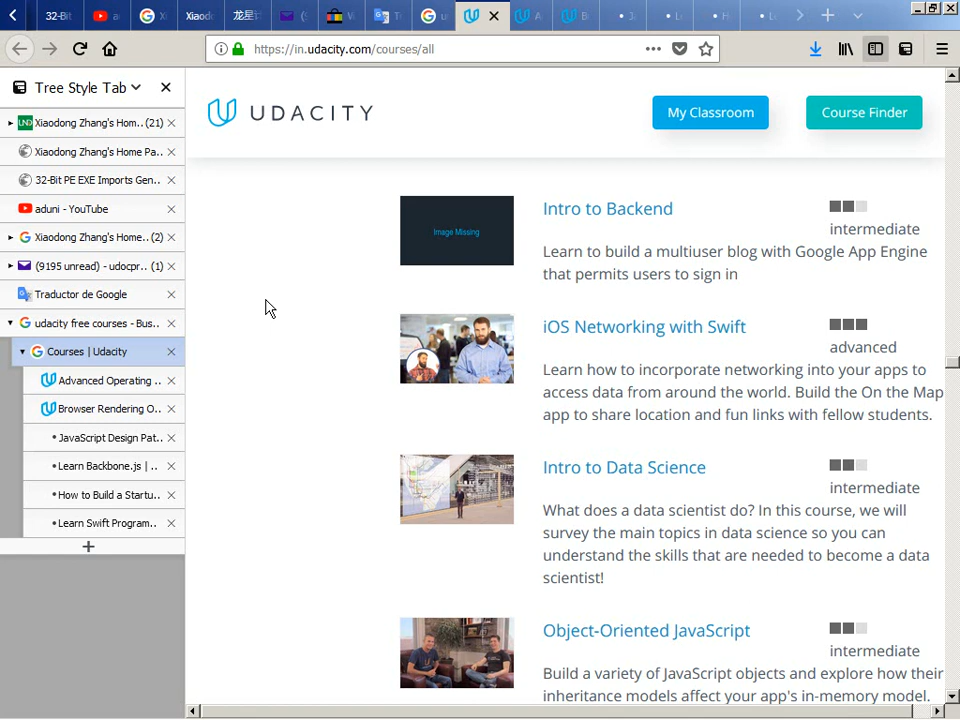 32-Bit
au
Xiaodo
Xiaodo
龙星计
https://in.udacity.com/courses/all
Tree Style Tab
Xiaodong Zhang's Hom.. (21)
Xiaodong Zhang's Home Pa..
32-Bit PE EXE Imports Gen..
aduni - YouTube
Xiaodong Zhang's Home.. (2)
(9195 unread) - udocpr.. (1)
Traductor de Google
udacity free courses - Bus..
Courses | Udacity
Advanced Operating ..
Browser Rendering O..
JavaScript Design Pat..
Learn Backbone.js | ..
How to Build a Startu..
Learn Swift Program..
UDACITY
My Classroom
Course Finder
Image Missing
Intro to Backend
intermediate
Learn to build a multiuser blog with Google App Engine
that permits users to sign in
iOS Networking with Swift
advanced
Learn how to incorporate networking into your apps to
access data from around the world. Build the On the Map
app to share location and fun links with fellow students.
Intro to Data Science
intermediate
What does a data scientist do? In this course, we will
survey the main topics in data science so you can
understand the skills that are needed to become a data
scientist!
Object-Oriented JavaScript
intermediate
Build a variety of JavaScript objects and explore how their
inheritance models affect your app's in-memory model.